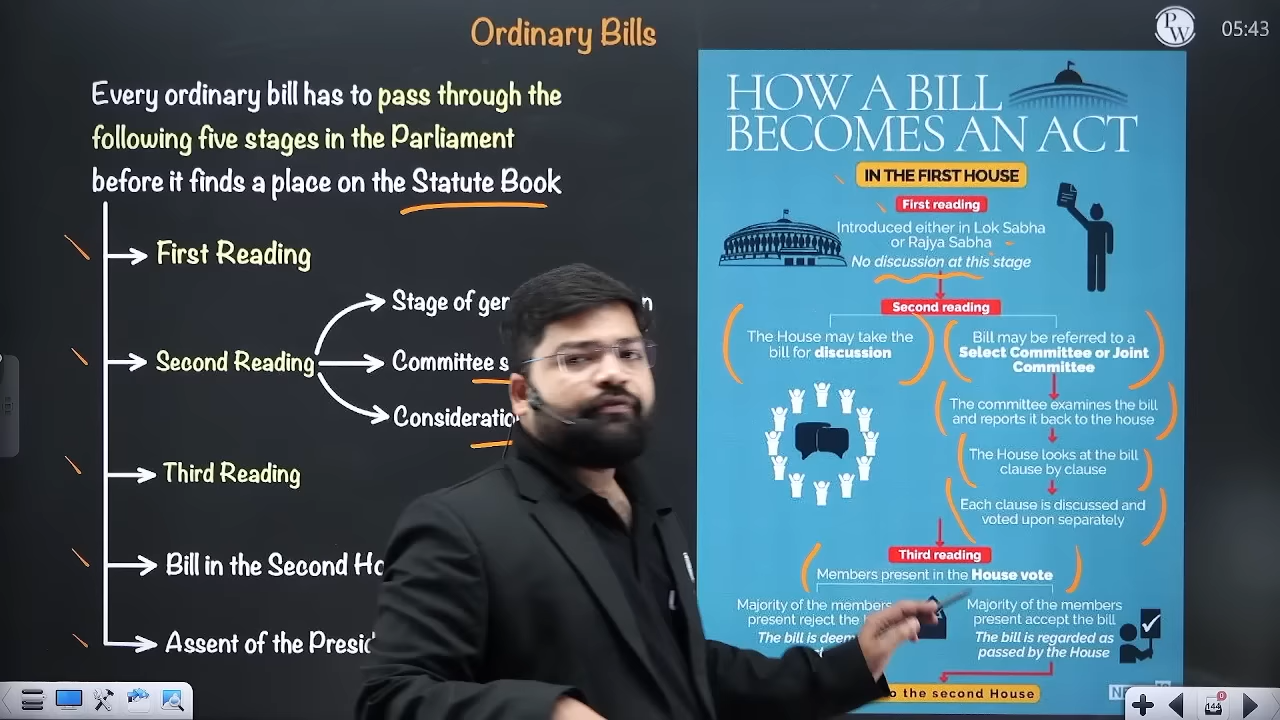 Ordinary Bills
PW
05:43
Every ordinary bill has to pass through the
following five stages in the Parliament
before it finds a place on the Statute Book
First Reading
Stage of
Second Reading
Committee
Third Reading
Bill in the Second
Assent of the
HOW A BILL
BECOMES AN ACT
IN THE FIRST HOUSE
First reading
Introduced either in Lok Sabha
or Rajya Sabha
No discussion at this stage
Second reading
The House may take the
bill for discussion
Bill may be referred to a
Select Committee or Joint
Committee
The committee examines the bill
and reports it back to the house
The House looks at the bill
clause by clause
Each clause is discussed and
voted upon separately
Third reading
Members present in the House vote
Majority of the members
present reject the
The bill is
Majority of the members
present accept the bill
The bill is regarded as
passed by the House
the second House
144